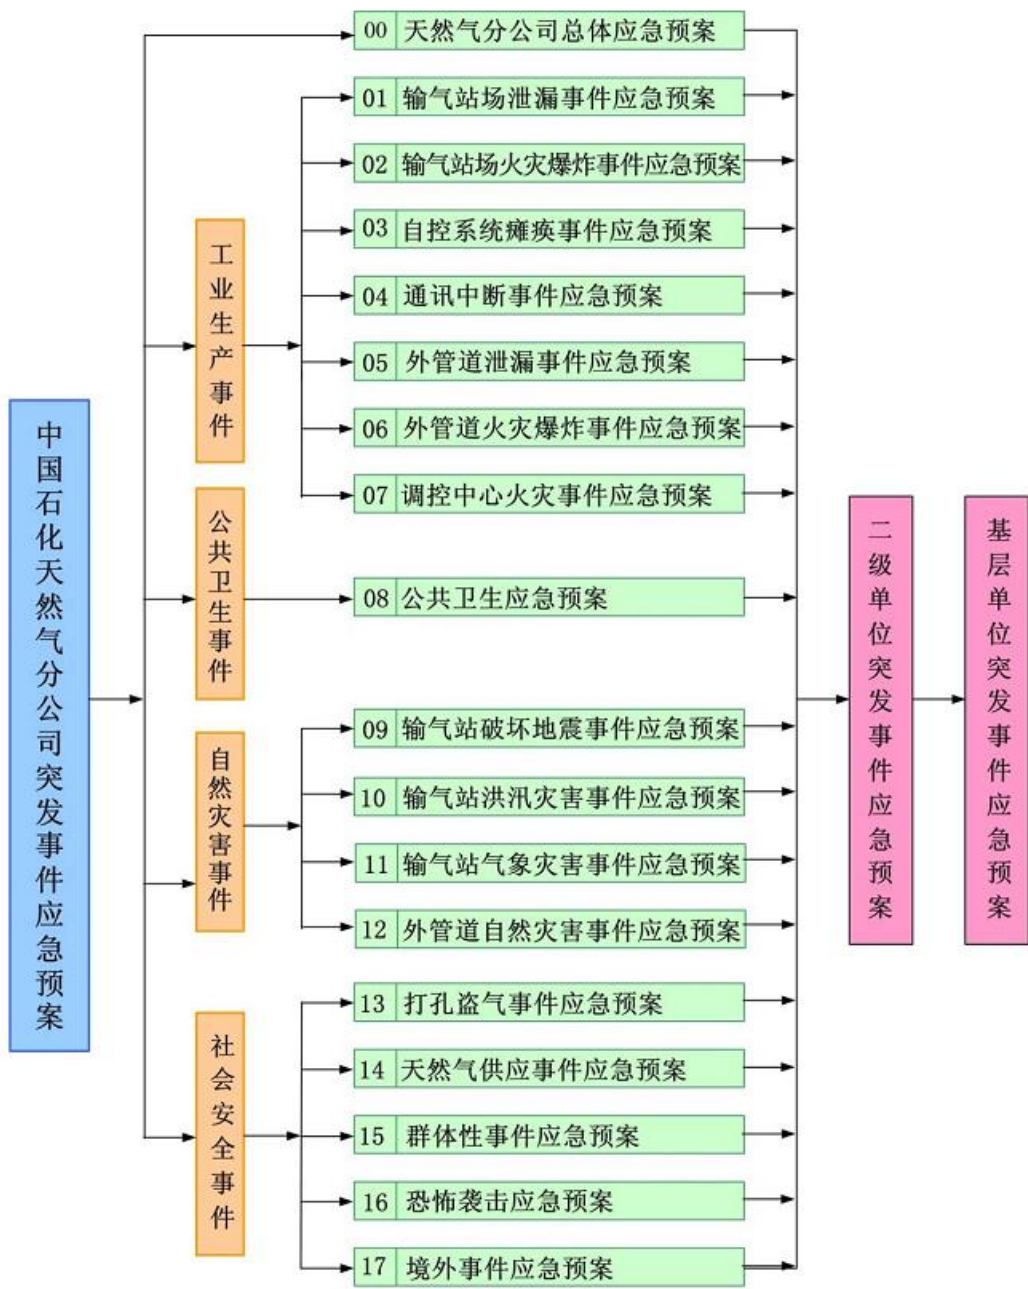 中国石化天然气分公司突发事件应急预案
00 天然气分公司总体应急预案
工业生产事件
01 输气站场泄漏事件应急预案
02 输气站场火灾爆炸事件应急预案
03 自控系统瘫痪事件应急预案
04 通讯中断事件应急预案
05 外管道泄漏事件应急预案
06 外管道火灾爆炸事件应急预案
07 调控中心火灾事件应急预案
公共卫生事件
08 公共卫生应急预案
自然灾害事件
09 输气站破坏地震事件应急预案
10 输气站洪汛灾害事件应急预案
11 输气站气象灾害事件应急预案
12 外管道自然灾害事件应急预案
社会安全事件
13 打孔盗气事件应急预案
14 天然气供应事件应急预案
15 群体性事件应急预案
16 恐怖袭击应急预案
17 境外事件应急预案
二级单位突发事件应急预案
基层单位突发事件应急预案